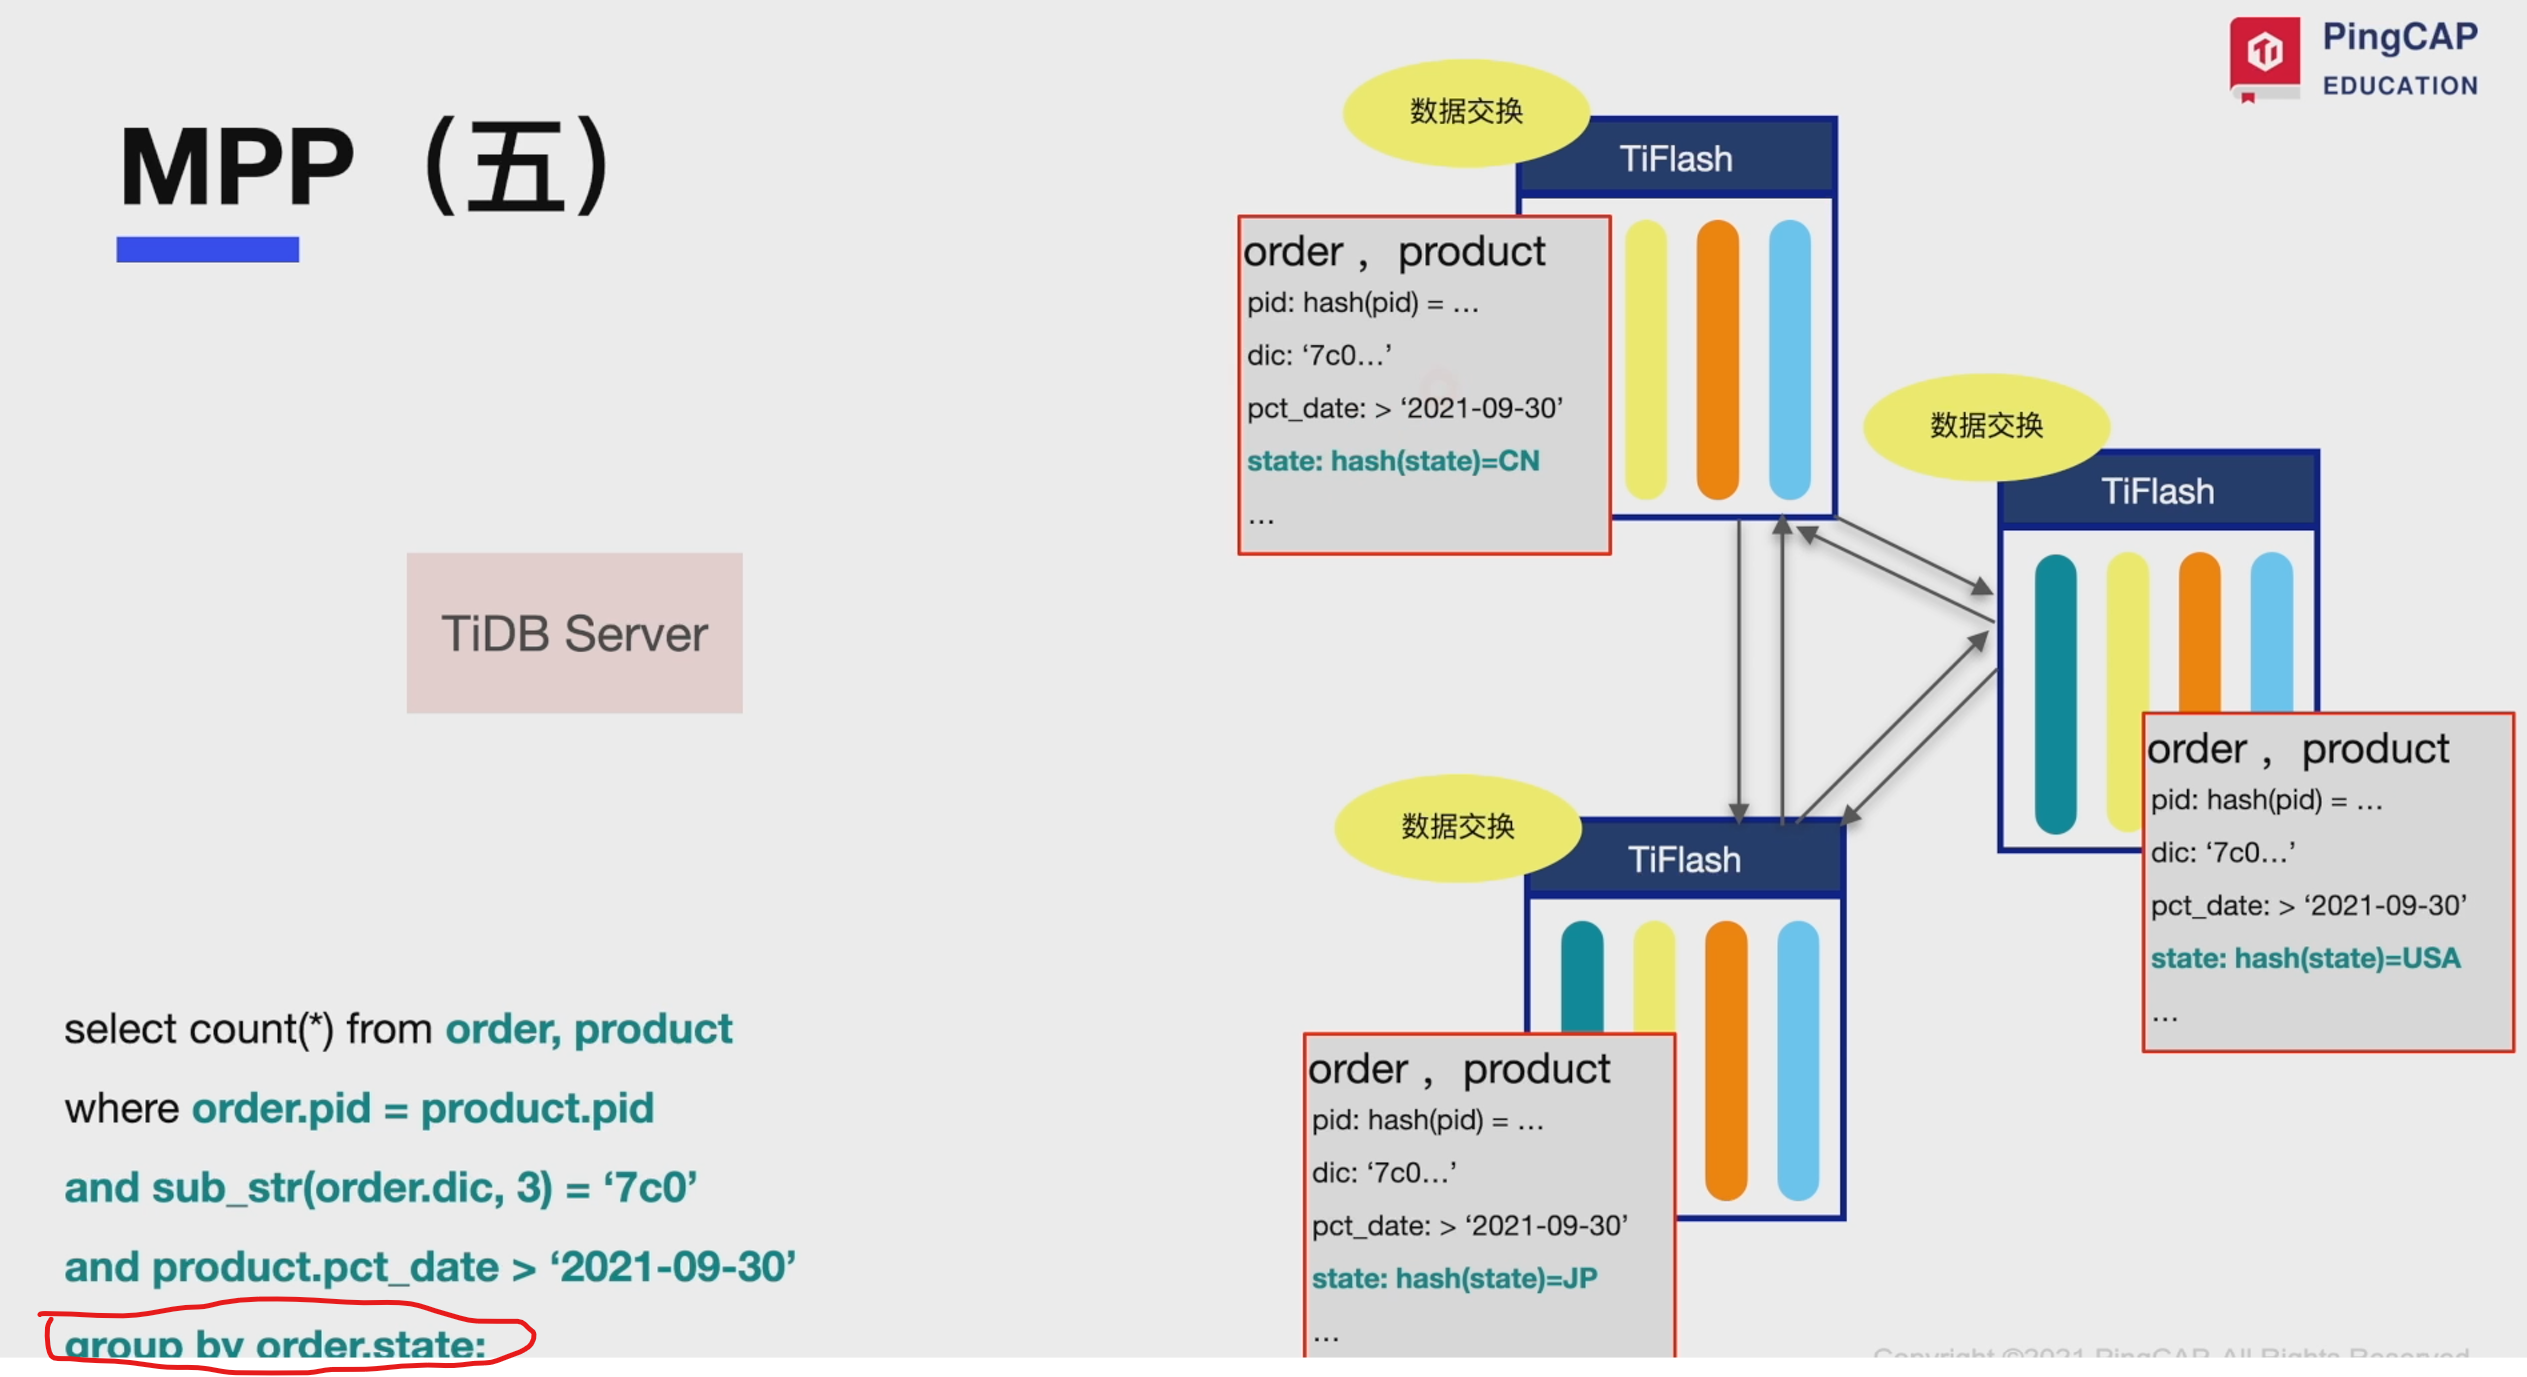 PingCAP
EDUCATION
MPP（五）
数据交换
TiFlash
order ,  product
pid: hash(pid) = …
dic: ‘7c0…’
pct_date: > ‘2021-09-30’
state: hash(state)=CN
…
数据交换
TiFlash
order ,  product
pid: hash(pid) = …
dic: ‘7c0…’
pct_date: > ‘2021-09-30’
state: hash(state)=USA
…
TiDB Server
数据交换
TiFlash
order ,  product
pid: hash(pid) = …
dic: ‘7c0…’
pct_date: > ‘2021-09-30’
state: hash(state)=JP
…
select count(*) from order, product
where order.pid = product.pid
and sub_str(order.dic, 3) = ‘7c0’
and product.pct_date > ‘2021-09-30’
group by order.state;
Copyright ©2021 PingCAP. All Rights Reserved